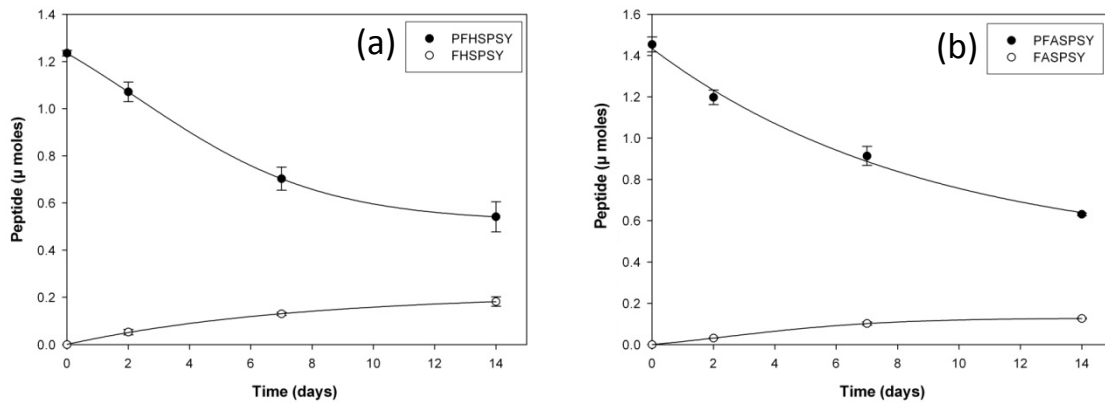 (a)
PFHSPSY
FHSPSY
Peptide (μ moles)
1.4
1.2
1.0
0.8
0.6
0.4
0.2
0.0
0 2 4 6 8 10 12 14
Time (days)
(b)
PFASPSY
FASPSY
Peptide (μ moles)
1.6
1.4
1.2
1.0
0.8
0.6
0.4
0.2
0.0
0 2 4 6 8 10 12 14
Time (days)